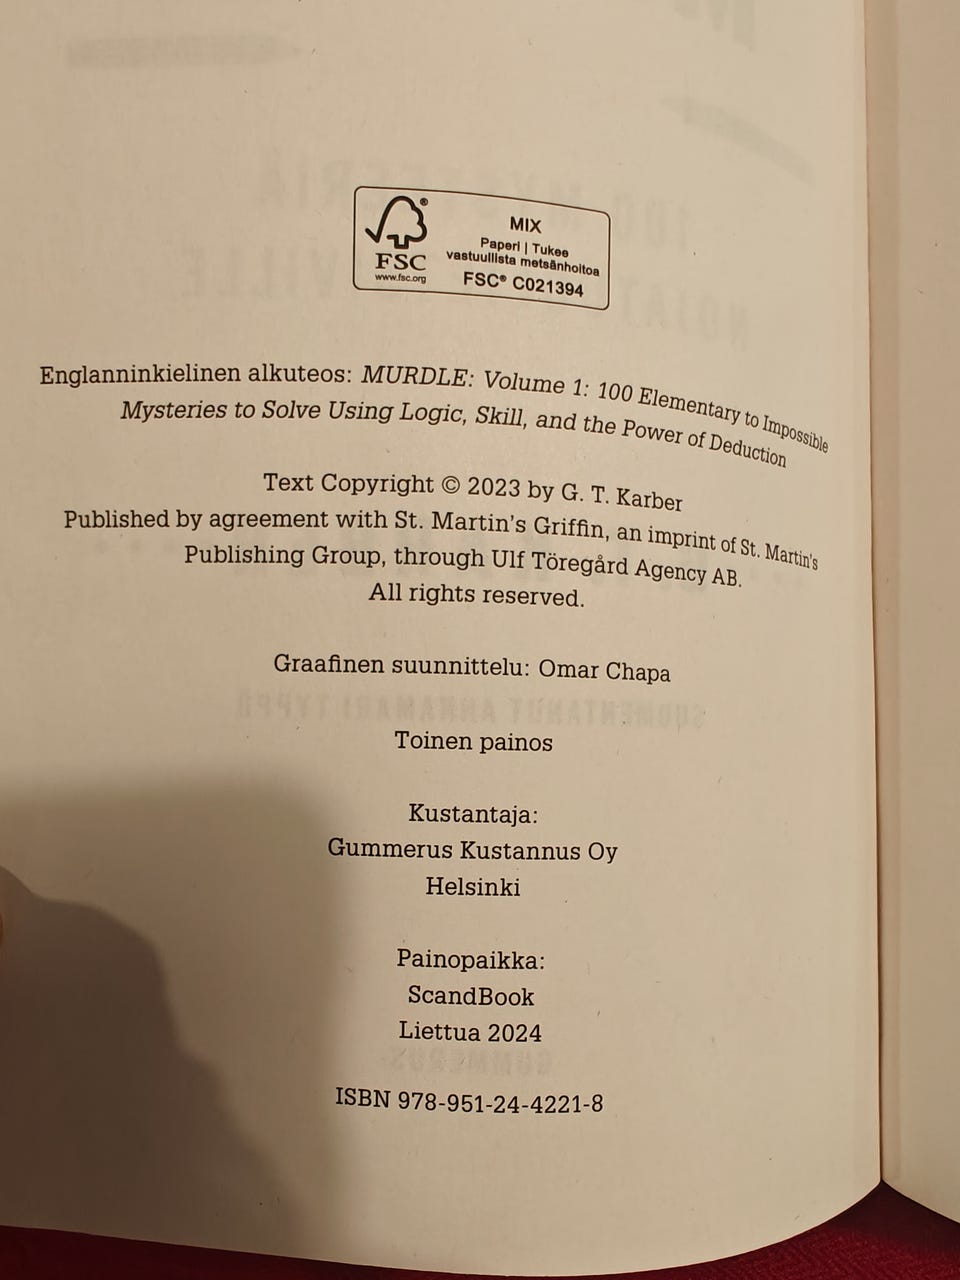 FSC®
www.fsc.org
MIX
Paperi | Tukee
vastuullista metsänhoitoa
FSC® C021394
Englanninkielinen alkuteos: MURDLE: Volume 1: 100 Elementary to Impossible
Mysteries to Solve Using Logic, Skill, and the Power of Deduction
Text Copyright © 2023 by G. T. Karber
Published by agreement with St. Martin's Griffin, an imprint of St. Martin's
Publishing Group, through Ulf Töregård Agency AB.
All rights reserved.
Graafinen suunnittelu: Omar Chapa
Toinen painos
Kustantaja:
Gummerus Kustannus Oy
Helsinki
Painopaikka:
ScandBook
Liettua 2024
ISBN 978-951-24-4221-8